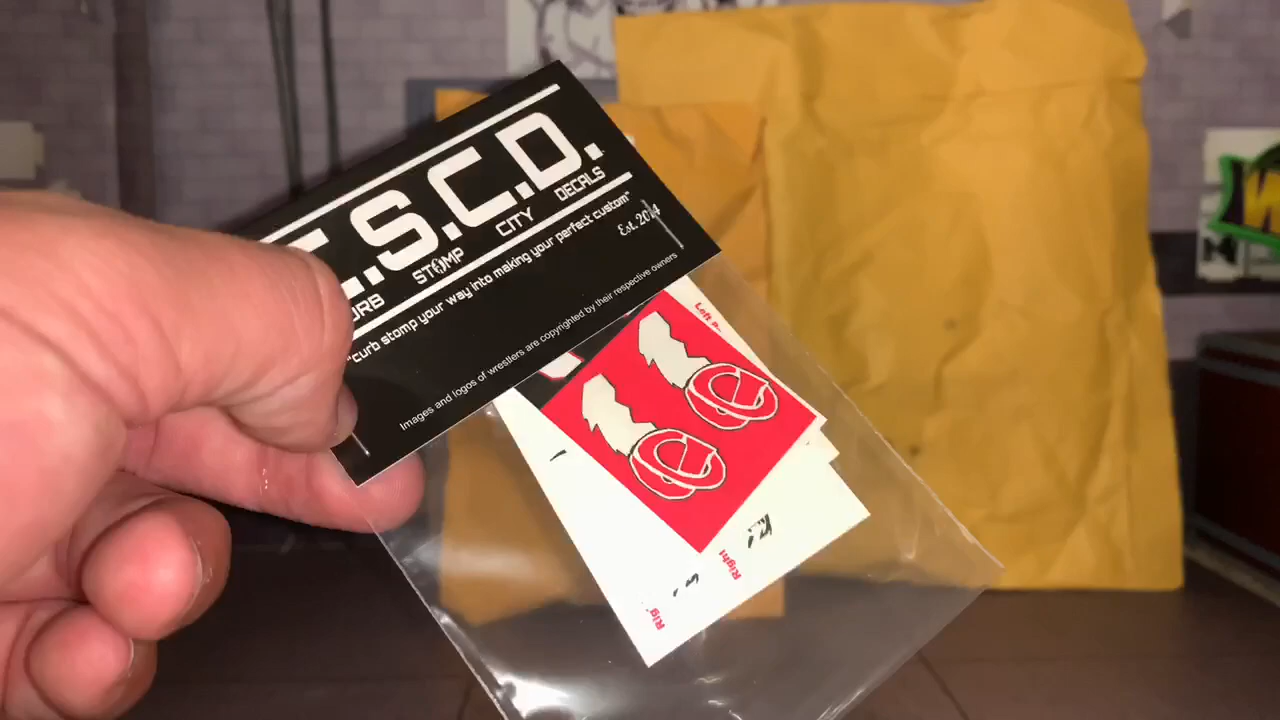 .S.C.D.
URB STOMP CITY DECALS
"curb stomp your way into making your perfect custom"
Est. 2014
Images and logos of wrestlers are copyrighted by their respective owners
Left
Right
Rig